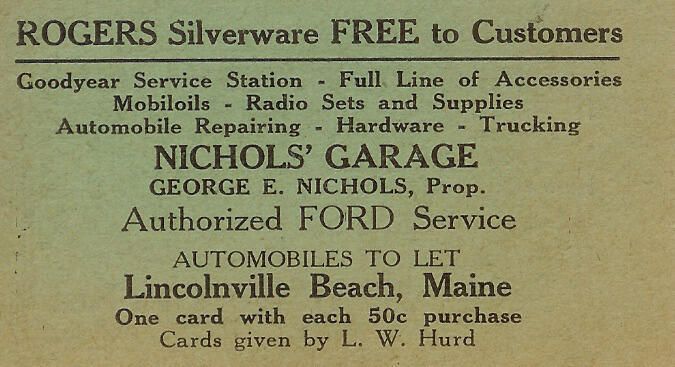 ROGERS Silverware FREE to Customers
Goodyear Service Station - Full Line of Accessories
Mobiloils - Radio Sets and Supplies
Automobile Repairing - Hardware - Trucking
NICHOLS' GARAGE
GEORGE E. NICHOLS, Prop.
Authorized FORD Service
AUTOMOBILES TO LET
Lincolnville Beach, Maine
One card with each 50c purchase
Cards given by L. W. Hurd